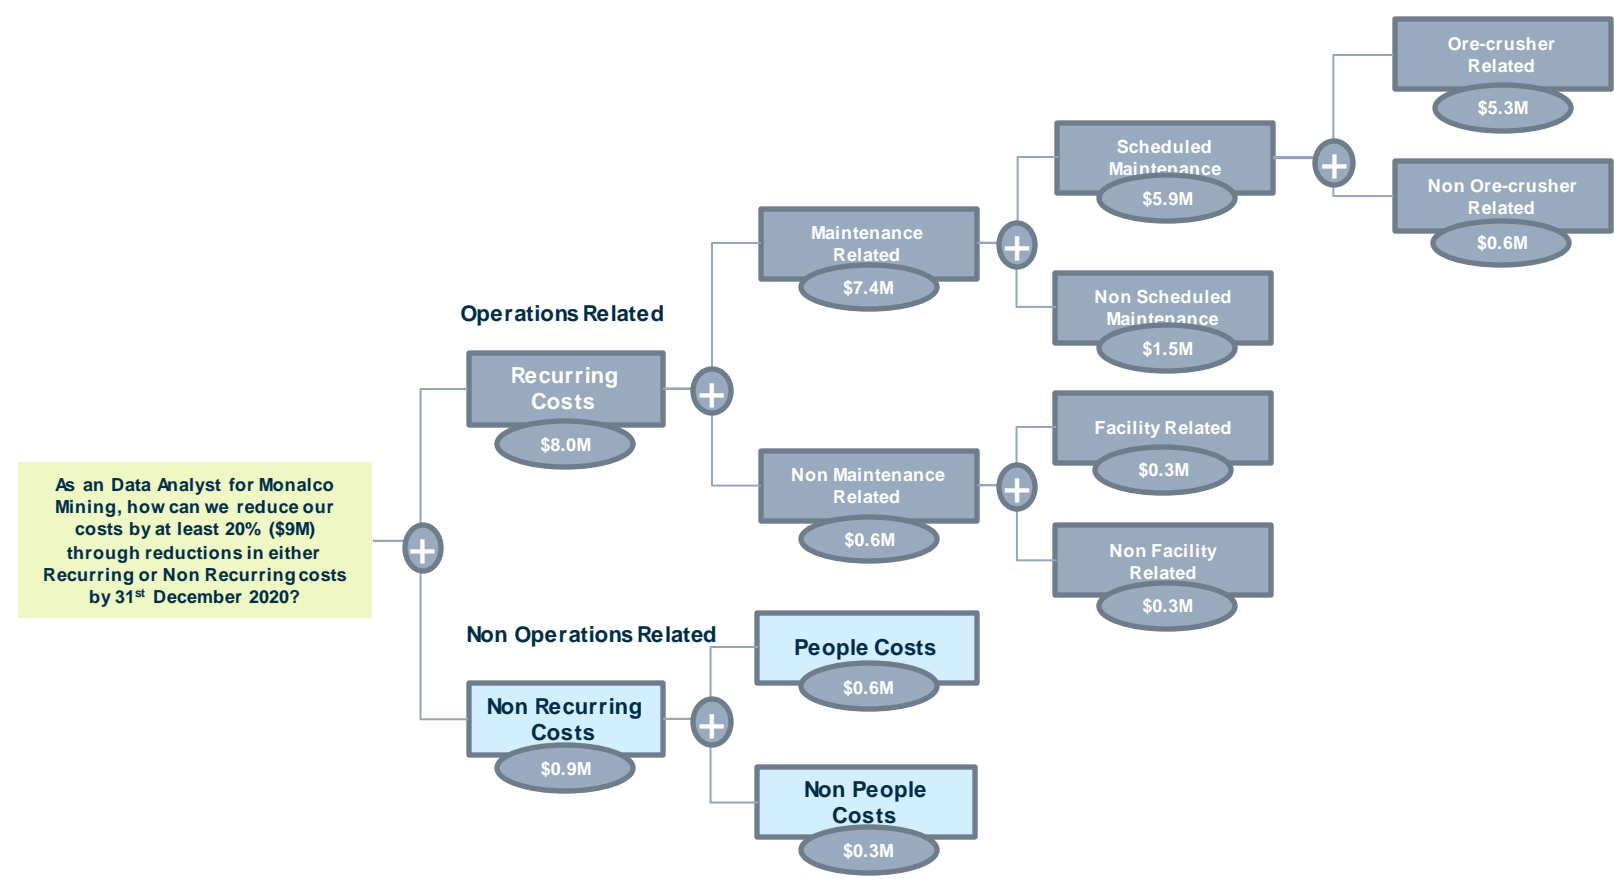 As an Data Analyst for Monalco
Mining, how can we reduce our
costs by at least 20% ($9M)
through reductions in either
Recurring or Non Recurring costs
by 31st December 2020?
Operations Related
Recurring
Costs
$8.0M
Non Operations Related
Non Recurring
Costs
$0.9M
Maintenance
Related
$7.4M
Non Maintenance
Related
$0.6M
People Costs
$0.6M
Non People
Costs
$0.3M
Scheduled
Maintenance
$5.9M
Non Scheduled
Maintenance
$1.5M
Facility Related
$0.3M
Non Facility
Related
$0.3M
Ore-crusher
Related
$5.3M
Non Ore-crusher
Related
$0.6M